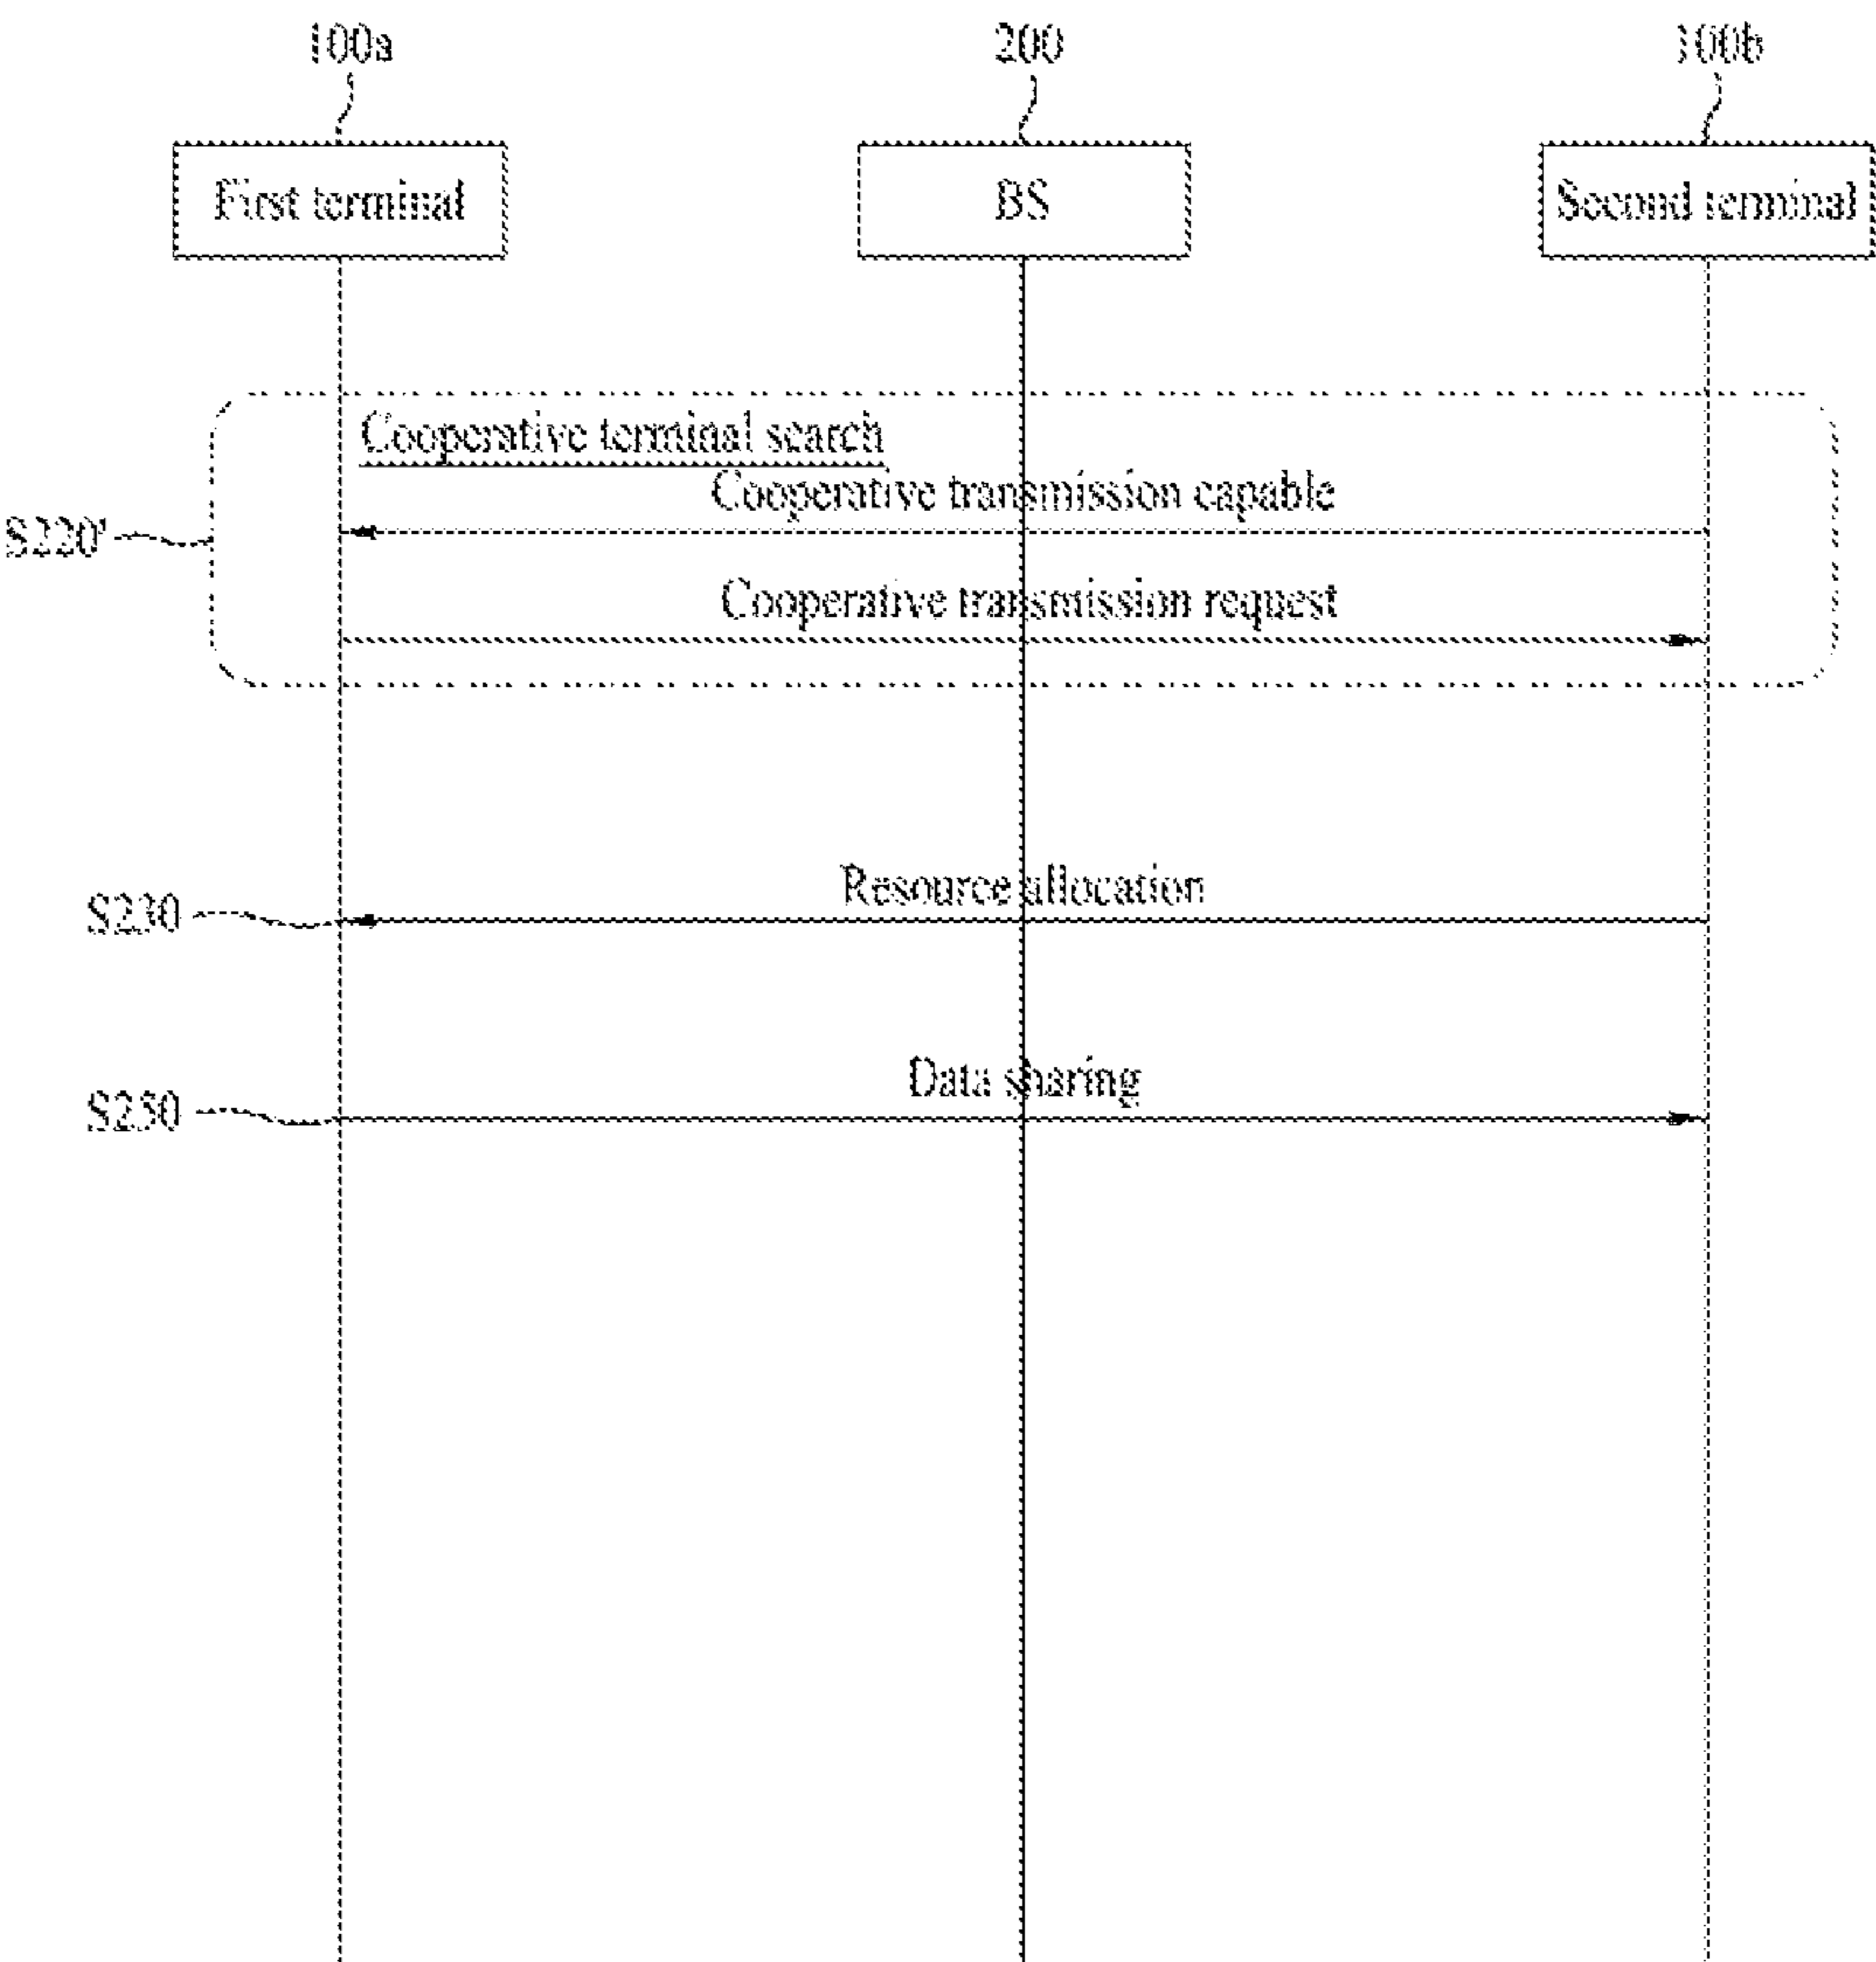 100a
200
100b
First terminal
BS
Second terminal
Cooperative terminal search
Cooperative transmission capable
S220'
Cooperative transmission request
Resource allocation
S230
Data sharing
S250